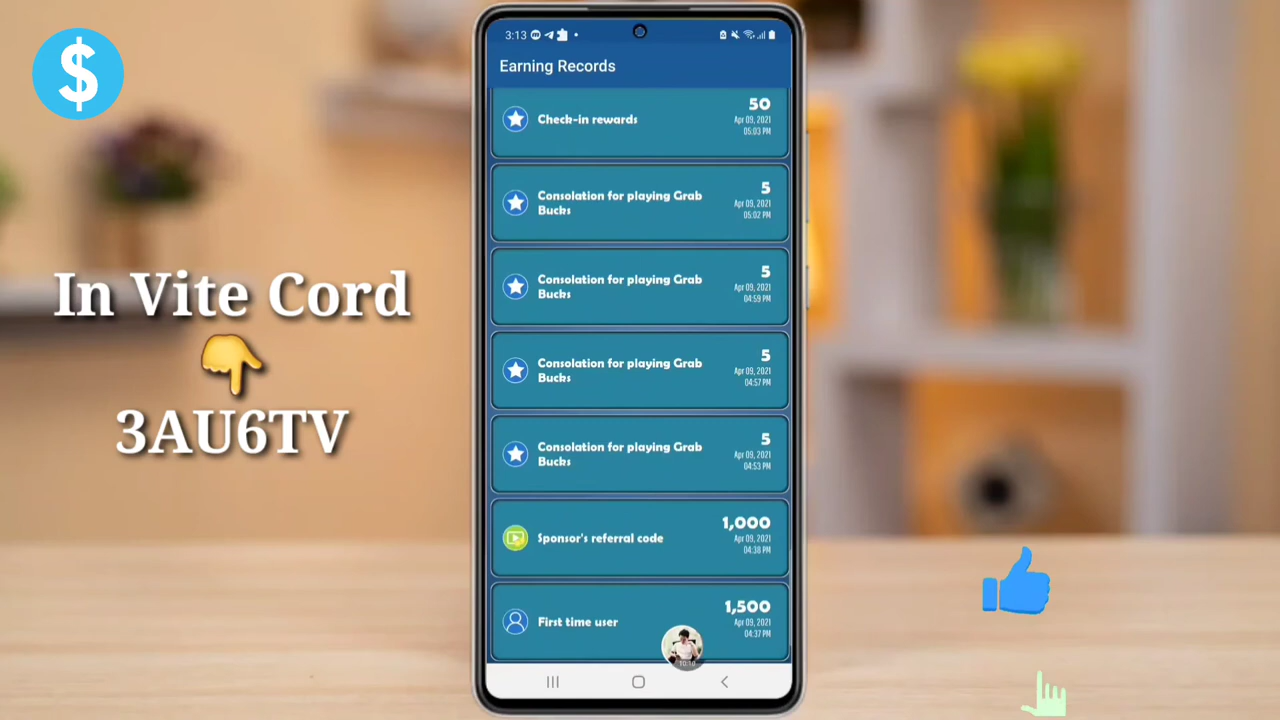 In Vite Cord
3AU6TV
3:13
Earning Records
Check-in rewards
50
Apr 09, 2021
05:03 PM
Consolation for playing Grab
Bucks
5
Apr 09, 2021
05:02 PM
Consolation for playing Grab
Bucks
5
Apr 09, 2021
04:59 PM
Consolation for playing Grab
Bucks
5
Apr 09, 2021
04:57 PM
Consolation for playing Grab
Bucks
5
Apr 09, 2021
04:53 PM
Sponsor's referral code
1,000
Apr 09, 2021
04:38 PM
First time user
1,500
Apr 09, 2021
04:37 PM